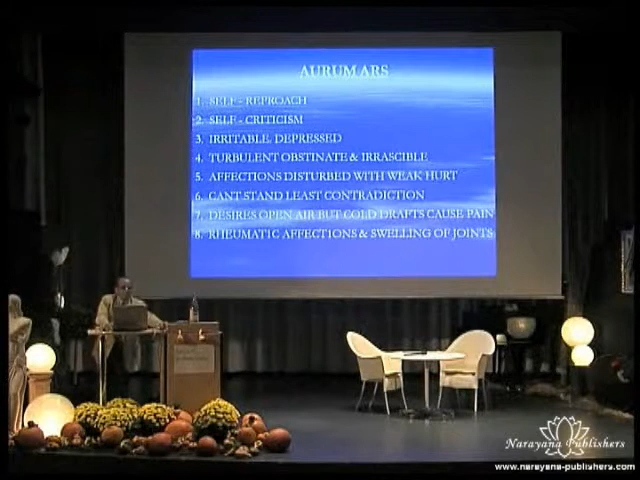 AURUM ARS
1. SELF - REPROACH
2. SELF - CRITICISM
3. IRRITABLE, DEPRESSED
4. TURBULENT OBSTINATE & IRRASCIBLE
5. AFFECTIONS DISTURBED WITH WEAK HURT
6. CANT STAND LEAST CONTRADICTION
7. DESIRES OPEN AIR BUT COLD DRAFTS CAUSE PAIN
8. RHEUMATIC AFFECTIONS & SWELLING OF JOINTS
Narayana Publishers
www.narayana-publishers.com